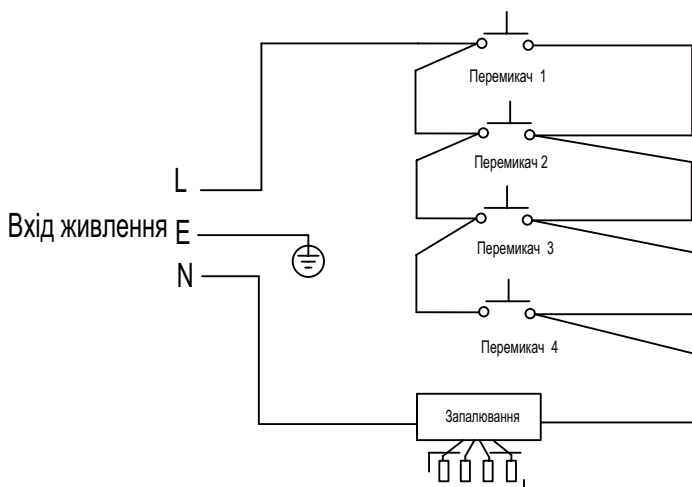 Перемикач 1
Перемикач 2
L
Вхід живлення E
Перемикач 3
N
Перемикач 4
Запалювання